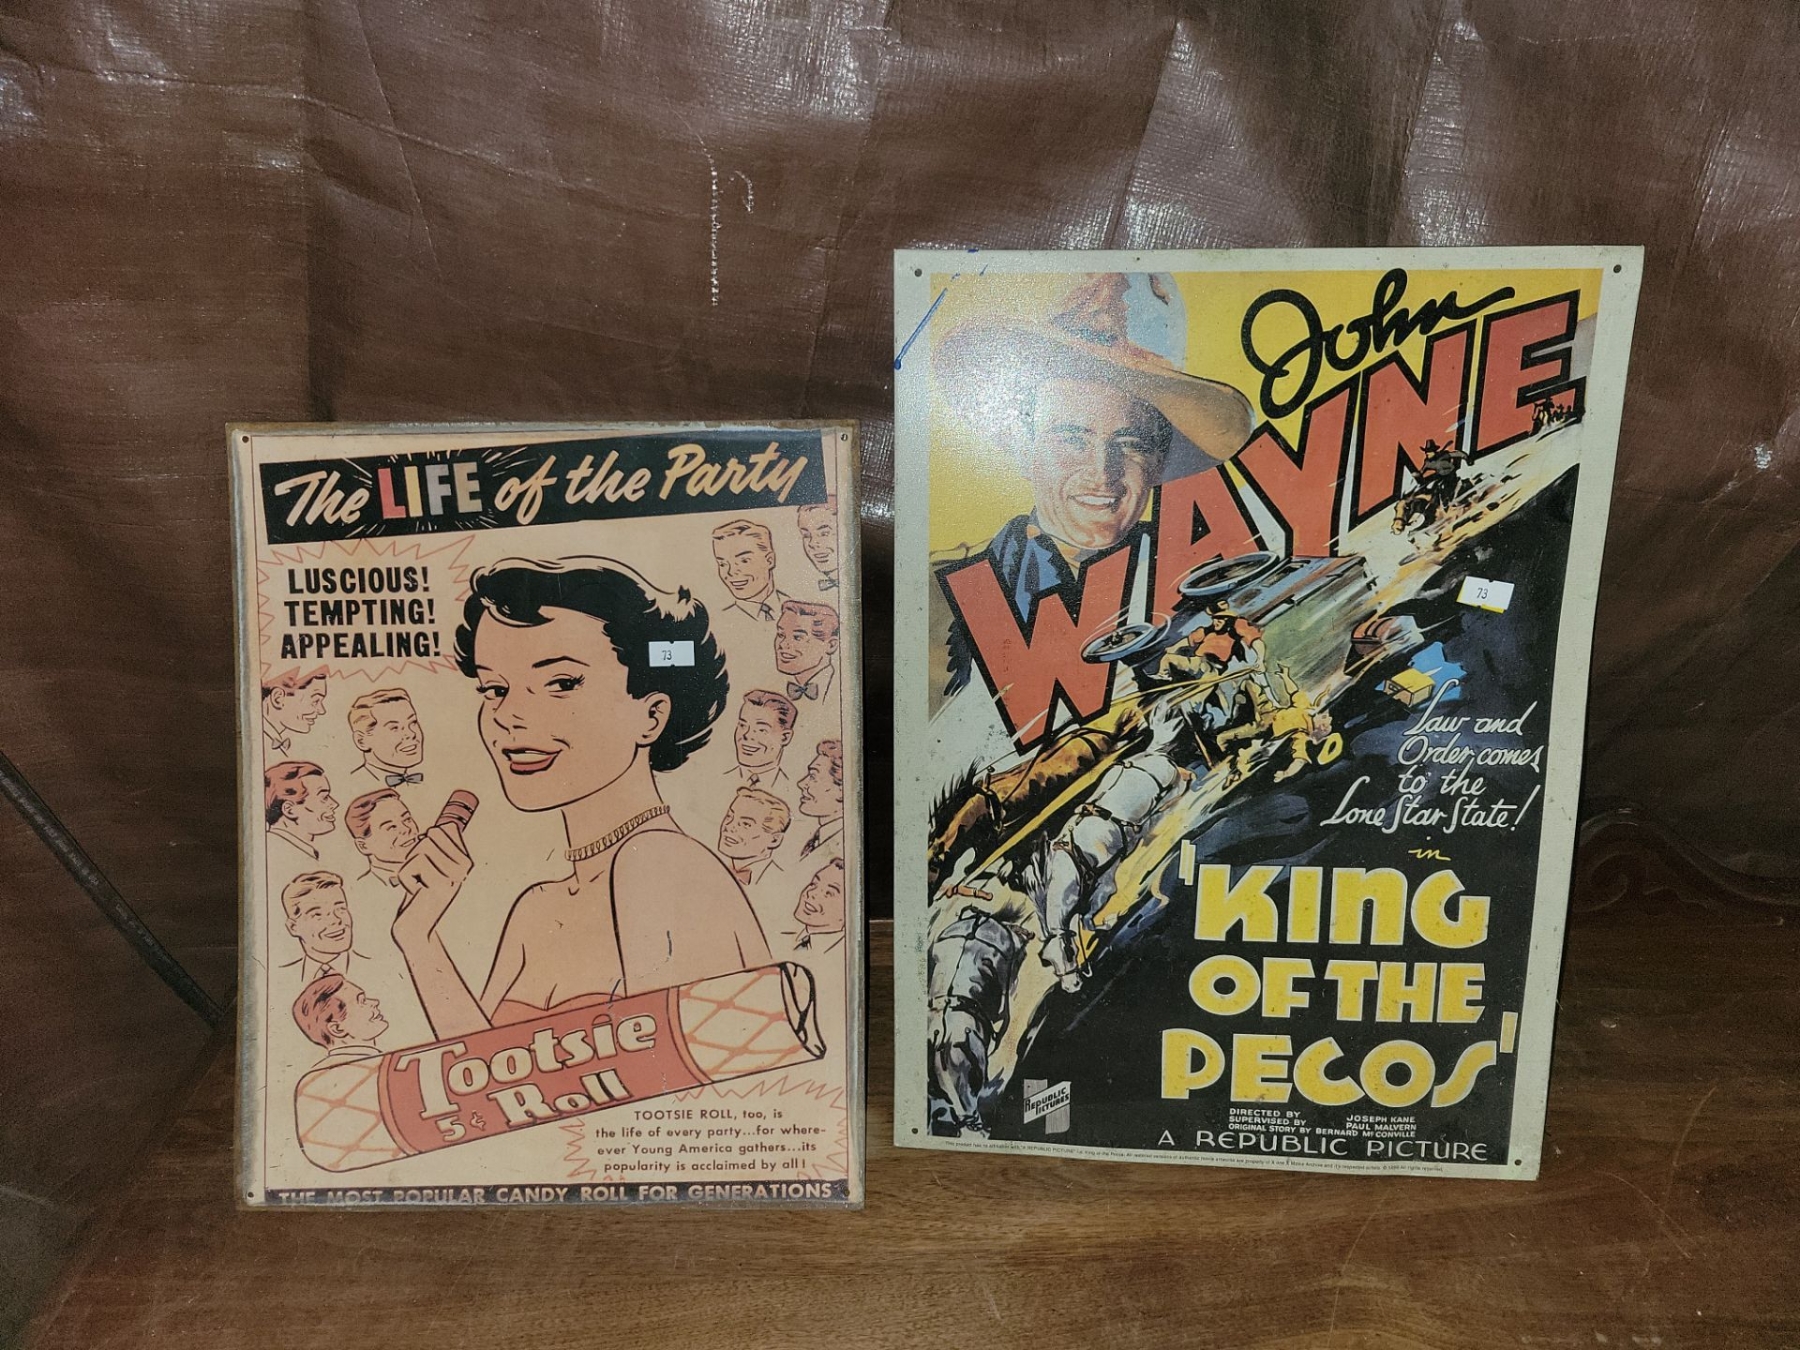 The LIFE of the Party
LUSCIOUS!
TEMPTING!
APPEALING!
73
Tootsie
5¢ Roll
TOOTSIE ROLL, too, is
the life of every party...for where-
ever Young America gathers...its
popularity is acclaimed by all!
THE MOST POPULAR CANDY ROLL FOR GENERATIONS
John
WAYNE
73
Law and
Order comes
to the
Lone Star State!
in
'KING
OF THE
PECOS'
REPUBLIC
PICTURES
DIRECTED BY JOSEPH KANE
SUPERVISED BY PAUL MALVERN
ORIGINAL STORY BY BERNARD McCONVILLE
A REPUBLIC PICTURE